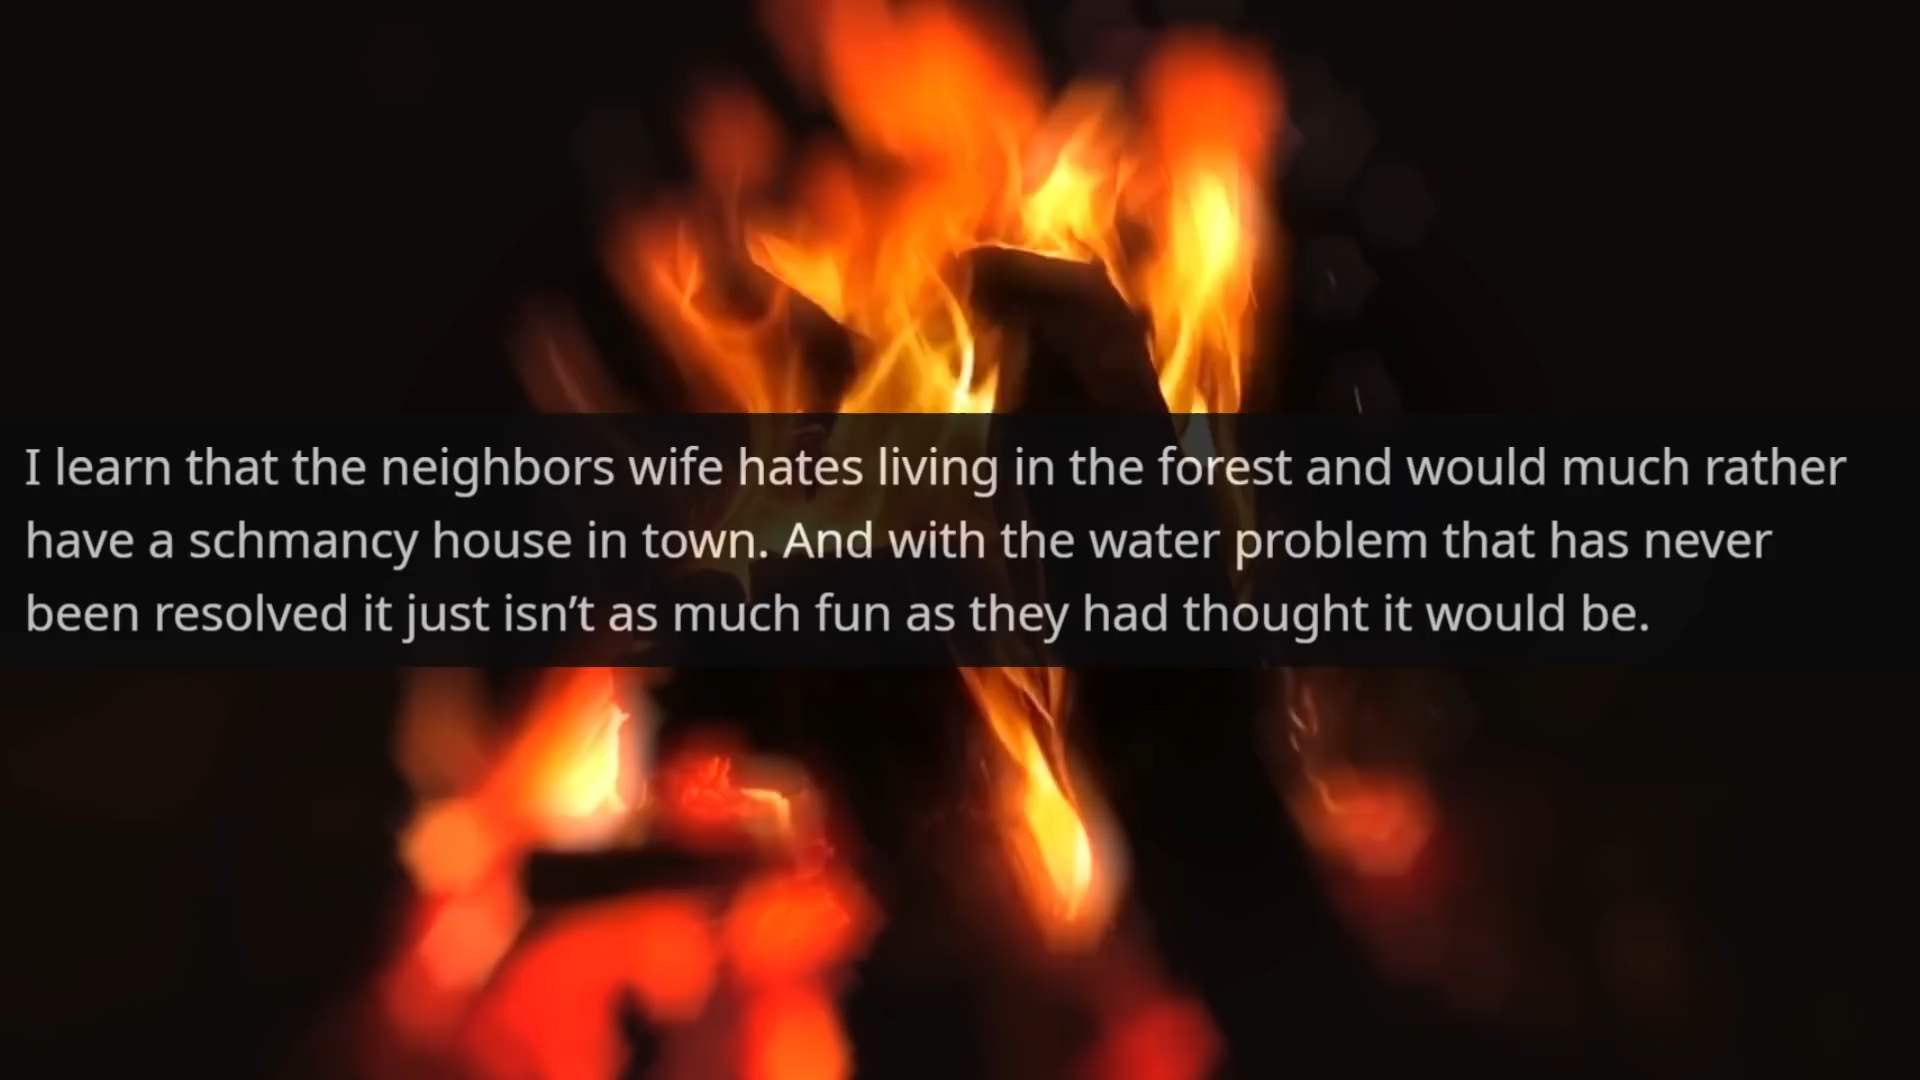 I learn that the neighbors wife hates living in the forest and would much rather
have a schmancy house in town. And with the water problem that has never
been resolved it just isn’t as much fun as they had thought it would be.